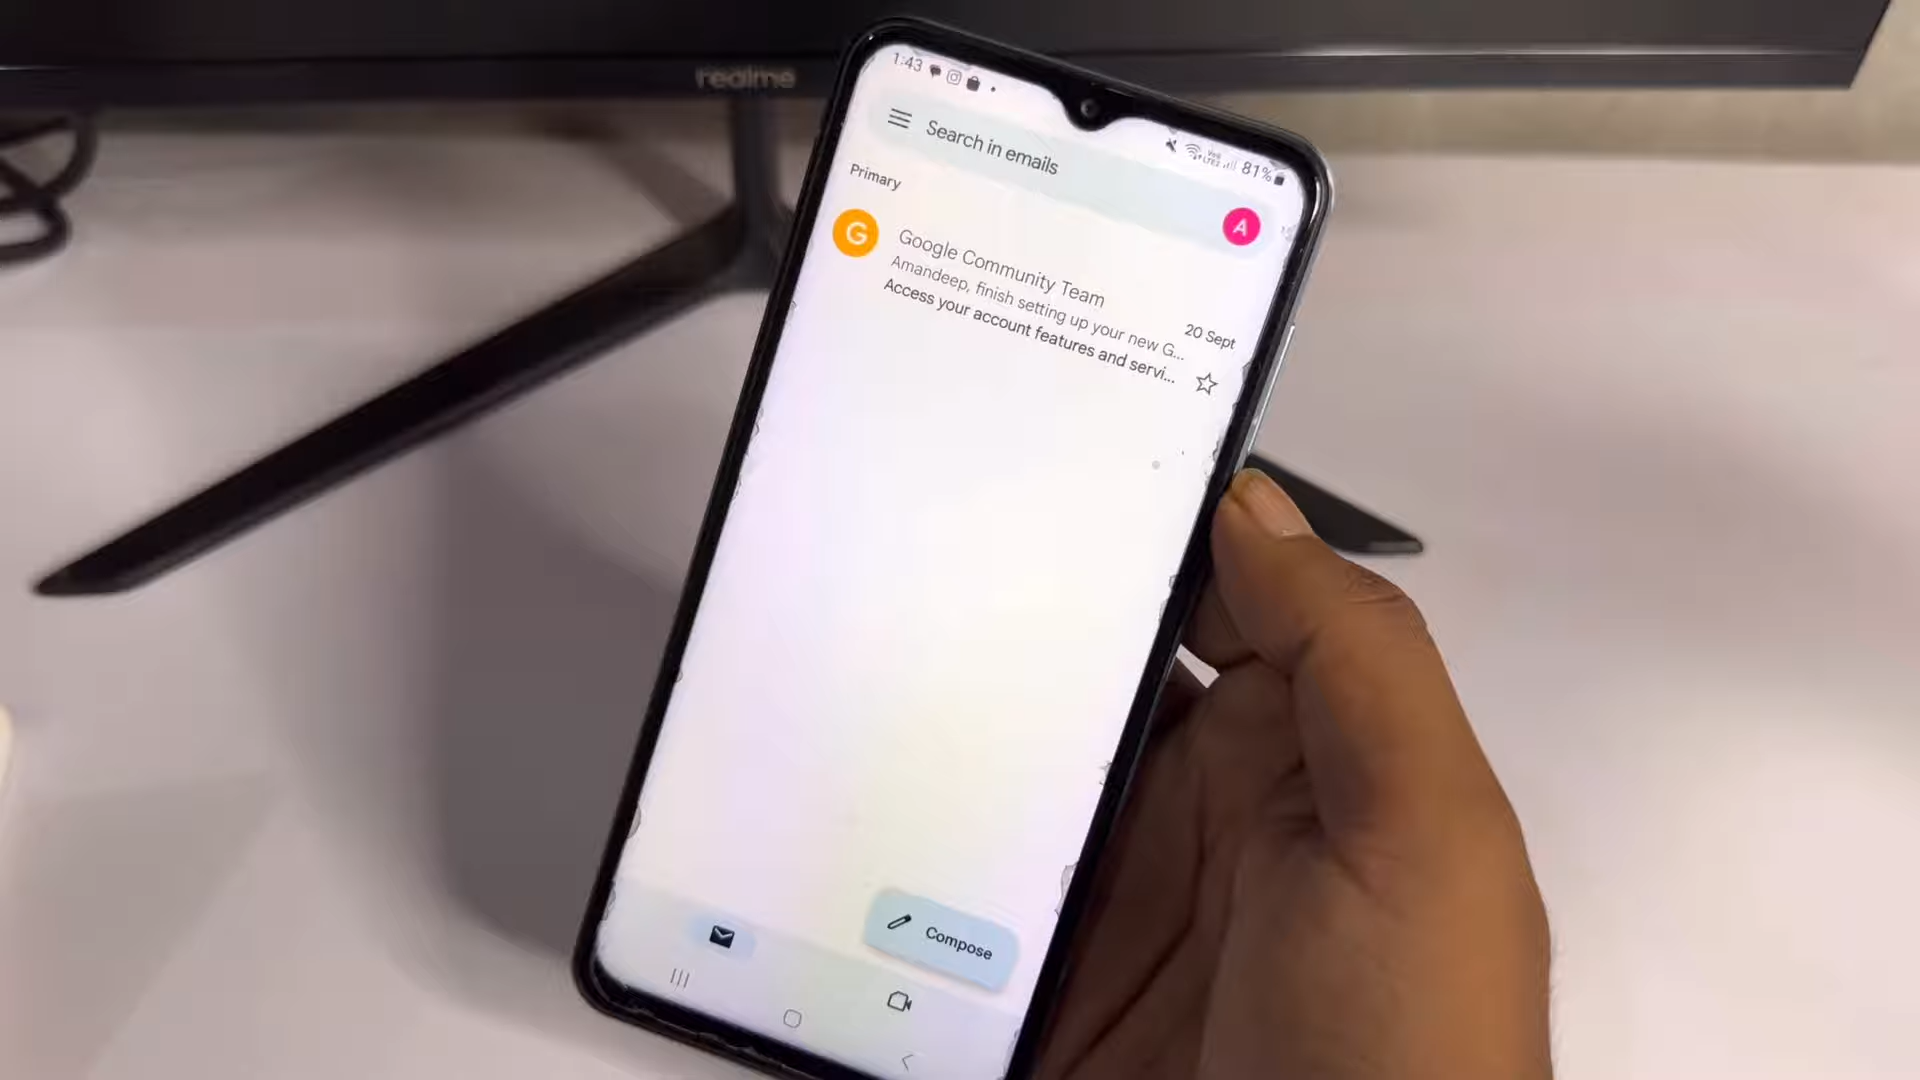 realme
1:43
81%
Search in emails
Primary
A
G
Google Community Team
Amandeep, finish setting up your new G...
20 Sept
Access your account features and servi...
Compose